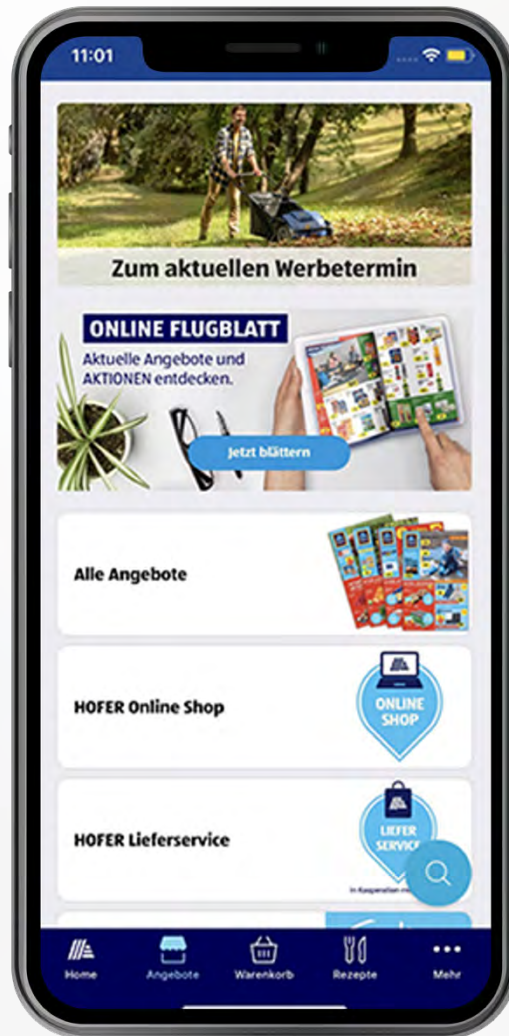 11:01
Zum aktuellen Werbetermin
ONLINE FLUGBLATT
Aktuelle Angebote und
AKTIONEN entdecken.
Jetzt blättern
Alle Angebote
HOFER Online Shop
ONLINE
SHOP
HOFER Lieferservice
LIEFER
SERVICE
Home
Angebote
Warenkorb
Rezepte
Mehr